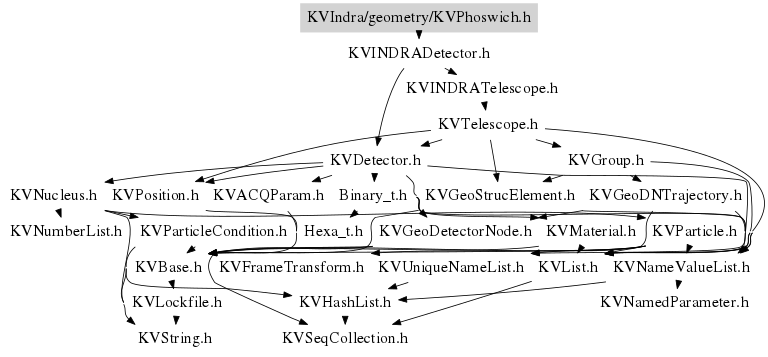 KVIndra/geometry/KVPhoswich.h
KVINDRADetector.h
KVINDRATelescope.h
KVTelescope.h
KVDetector.h KVGroup.h
KVNucleus.h KVPosition.h KVACQParam.h Binary_t.h KVGeoStrucElement.h KVGeoDNTrajectory.h
KVNumberList.h KVParticleCondition.h Hexa_t.h KVGeoDetectorNode.h KVMaterial.h KVParticle.h
KVBase.h KVFrameTransform.h KVUniqueNameList.h KVList.h KVNameValueList.h
KVLockfile.h KVHashList.h KVNamedParameter.h
KVString.h KVSeqCollection.h